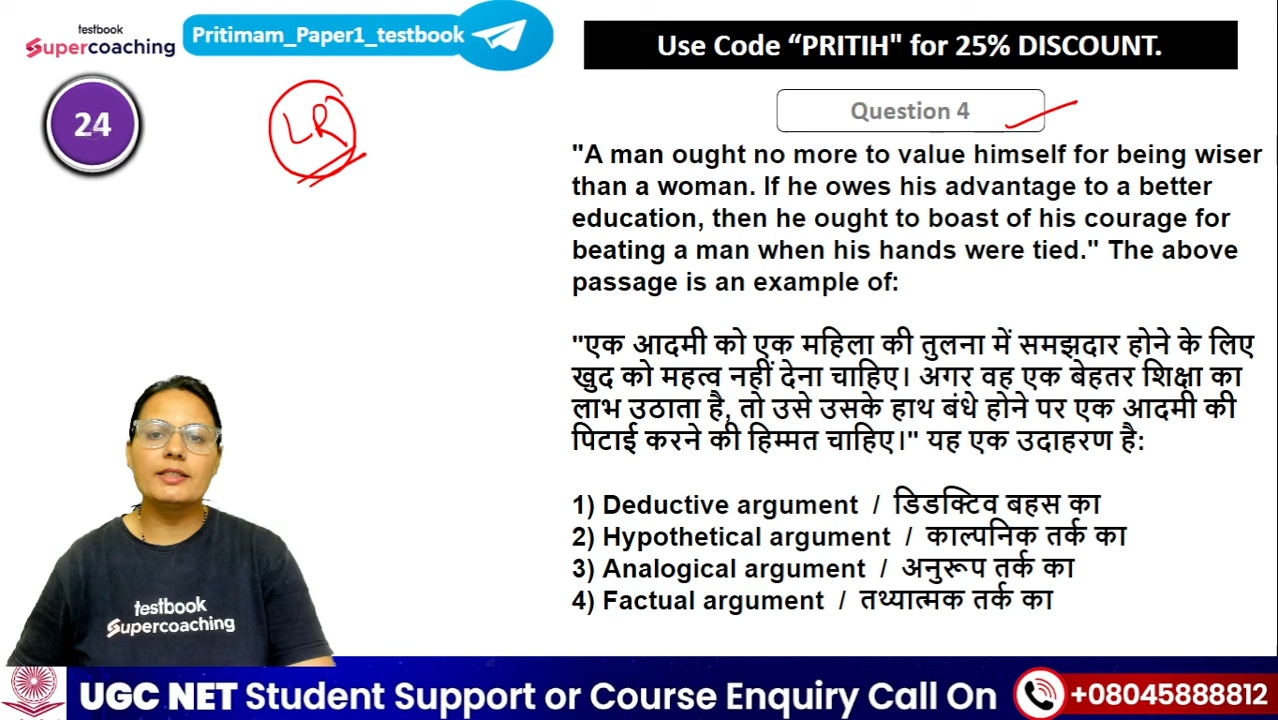 testbook
Supercoaching
Pritimam_Paper1_testbook
Use Code “PRITIH" for 25% DISCOUNT.
24
LR
Question 4
"A man ought no more to value himself for being wiser
than a woman. If he owes his advantage to a better
education, then he ought to boast of his courage for
beating a man when his hands were tied." The above
passage is an example of:
"एक आदमी को एक महिला की तुलना में समझदार होने के लिए
खुद को महत्व नहीं देना चाहिए। अगर वह एक बेहतर शिक्षा का
लाभ उठाता है, तो उसे उसके हाथ बंधे होने पर एक आदमी की
पिटाई करने की हिम्मत चाहिए।" यह एक उदाहरण है:
1) Deductive argument / डिडक्टिव बहस का
2) Hypothetical argument / काल्पनिक तर्क का
3) Analogical argument / अनुरूप तर्क का
4) Factual argument / तथ्यात्मक तर्क का
testbook
Supercoaching
UGC NET Student Support or Course Enquiry Call On +08045888812